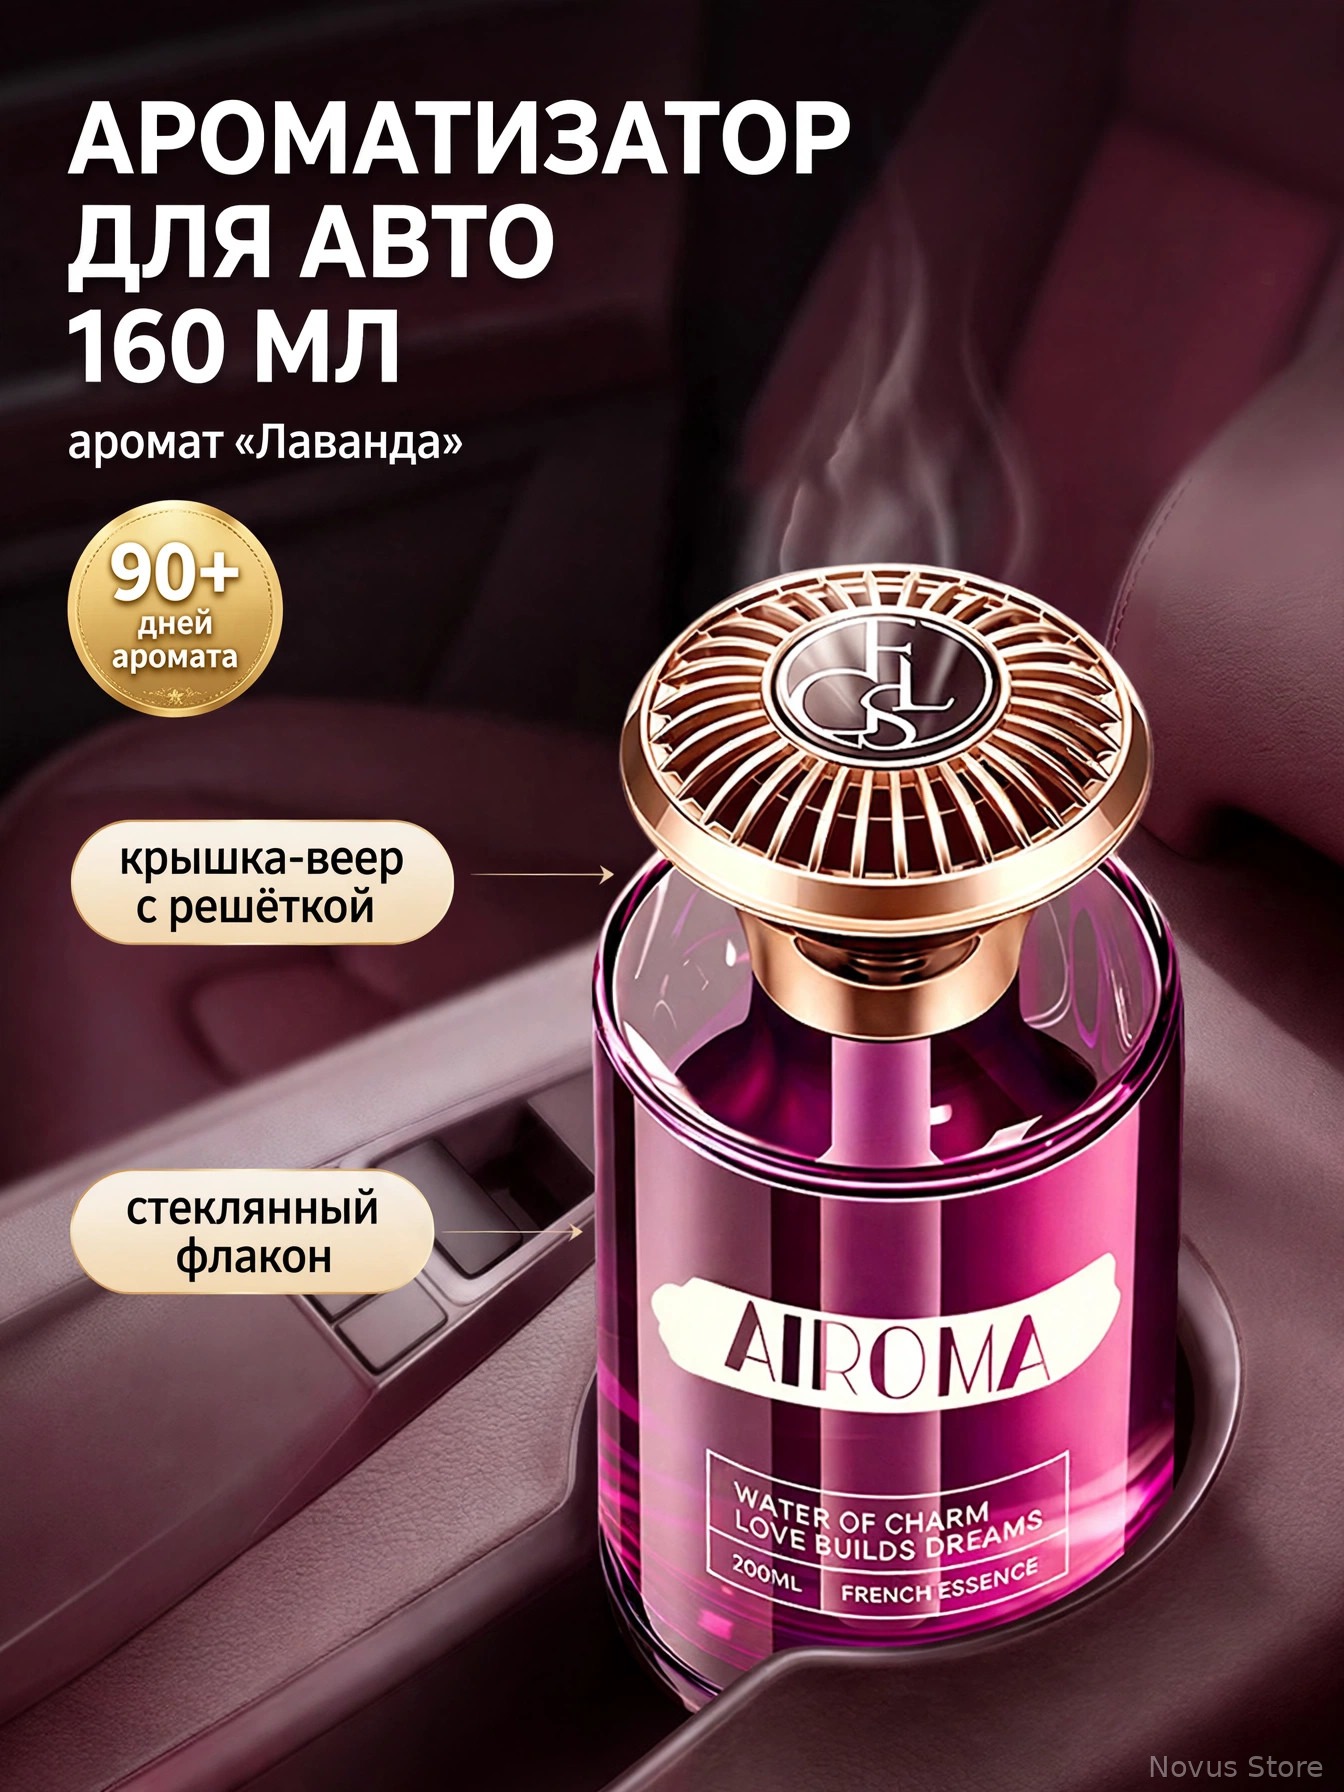 АРОМАТИЗАТОР
ДЛЯ АВТО
160 МЛ
аромат «Лаванда»
90+
дней
аромата
крышка-веер
с решёткой
стеклянный
флакон
AIROMA
WATER OF CHARM
LOVE BUILDS DREAMS
200ML
FRENCH ESSENCE
Novus Store